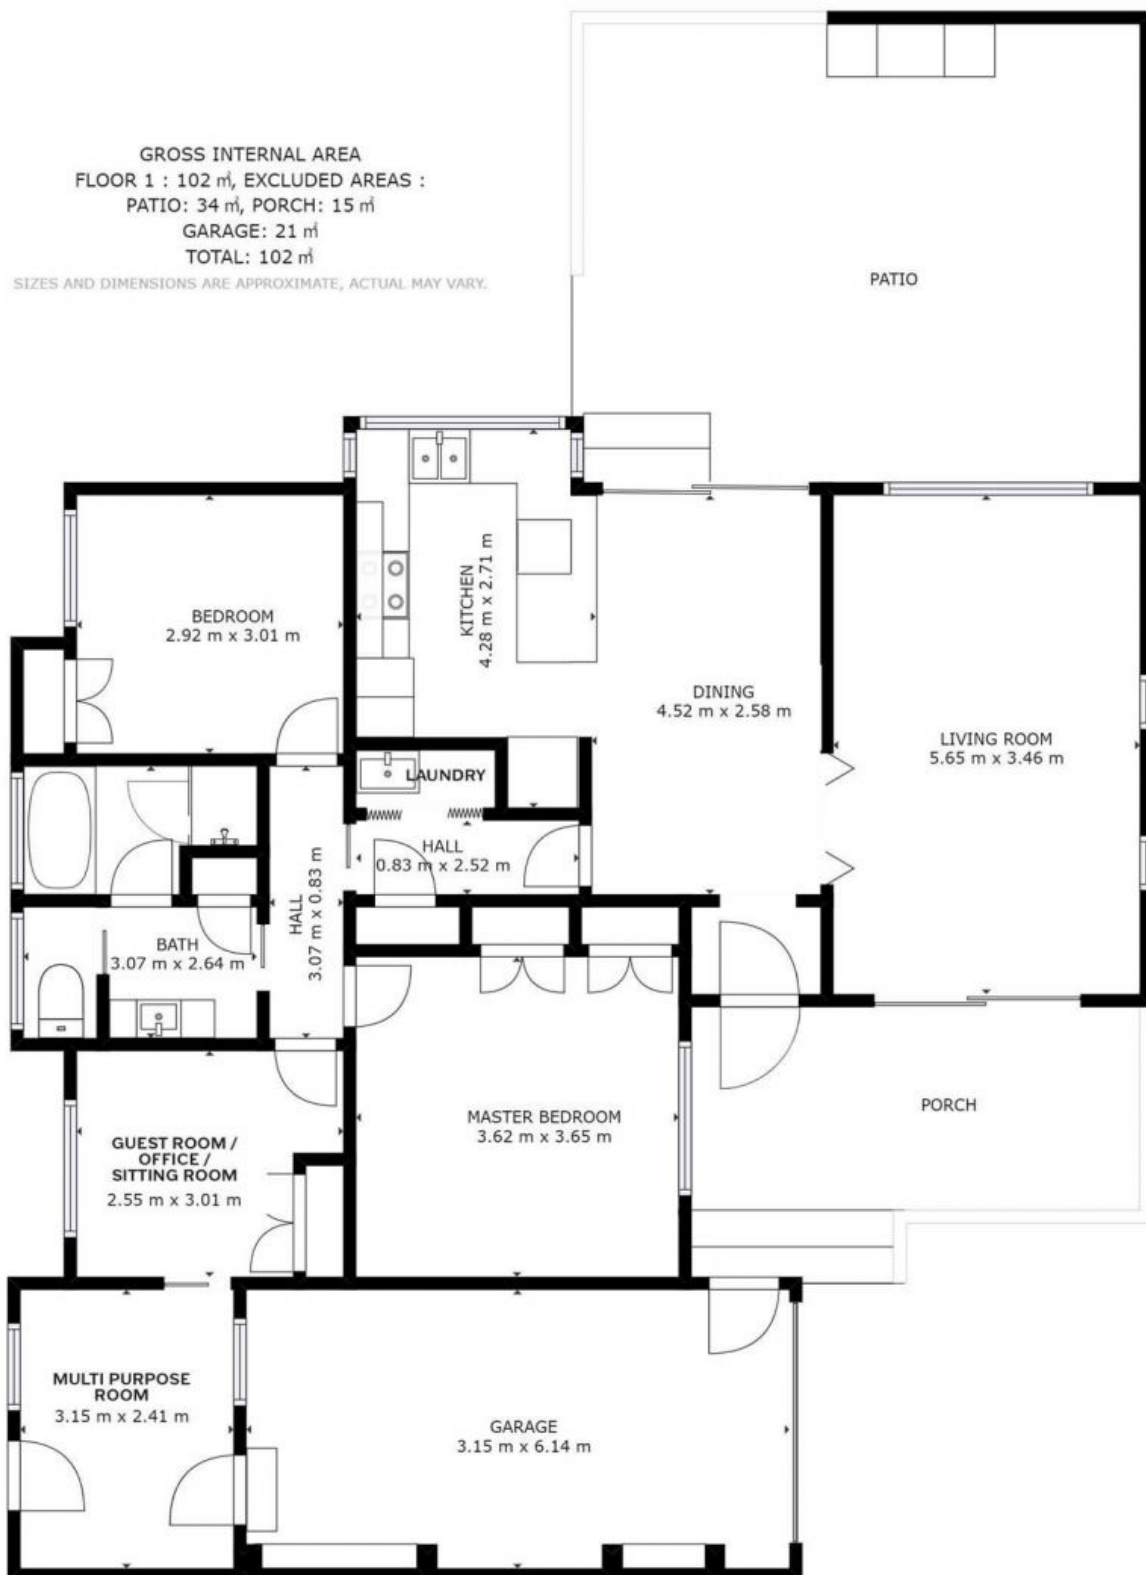 GROSS INTERNAL AREA
FLOOR 1 : 102 ㎡, EXCLUDED AREAS :
PATIO: 34 ㎡, PORCH: 15 ㎡
GARAGE: 21 ㎡
TOTAL: 102 ㎡
SIZES AND DIMENSIONS ARE APPROXIMATE, ACTUAL MAY VARY.
PATIO
BEDROOM
2.92 m x 3.01 m
KITCHEN
4.28 m x 2.71 m
DINING
4.52 m x 2.58 m
LIVING ROOM
5.65 m x 3.46 m
LAUNDRY
HALL
0.83 m x 2.52 m
HALL
3.07 m x 0.83 m
BATH
3.07 m x 2.64 m
MASTER BEDROOM
3.62 m x 3.65 m
PORCH
GUEST ROOM /
OFFICE /
SITTING ROOM
2.55 m x 3.01 m
MULTI PURPOSE
ROOM
3.15 m x 2.41 m
GARAGE
3.15 m x 6.14 m